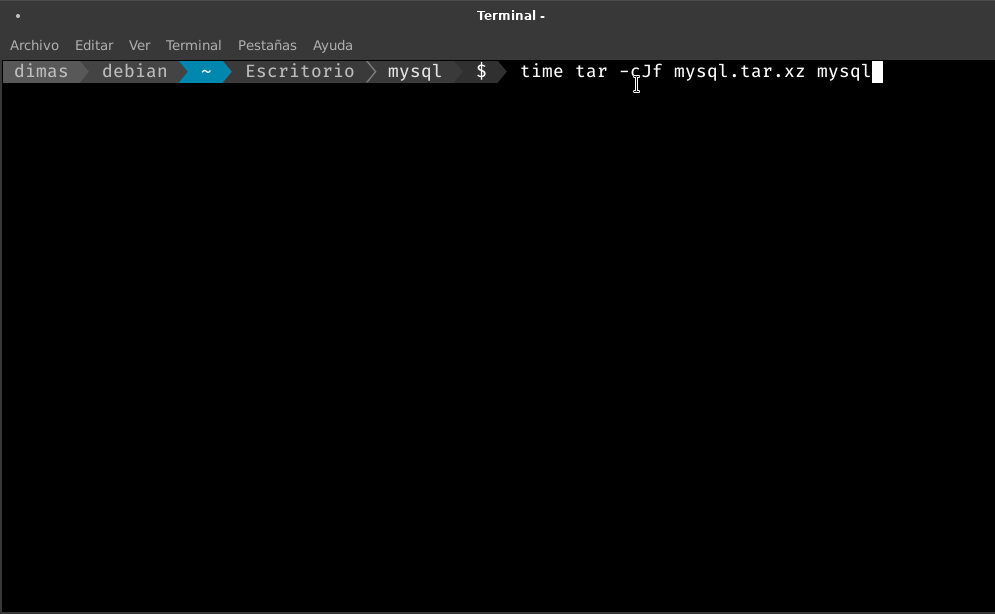 Terminal -
Archivo Editar Ver Terminal Pestañas Ayuda
dimas debian ~ Escritorio mysql $ time tar -cJf mysql.tar.xz mysql